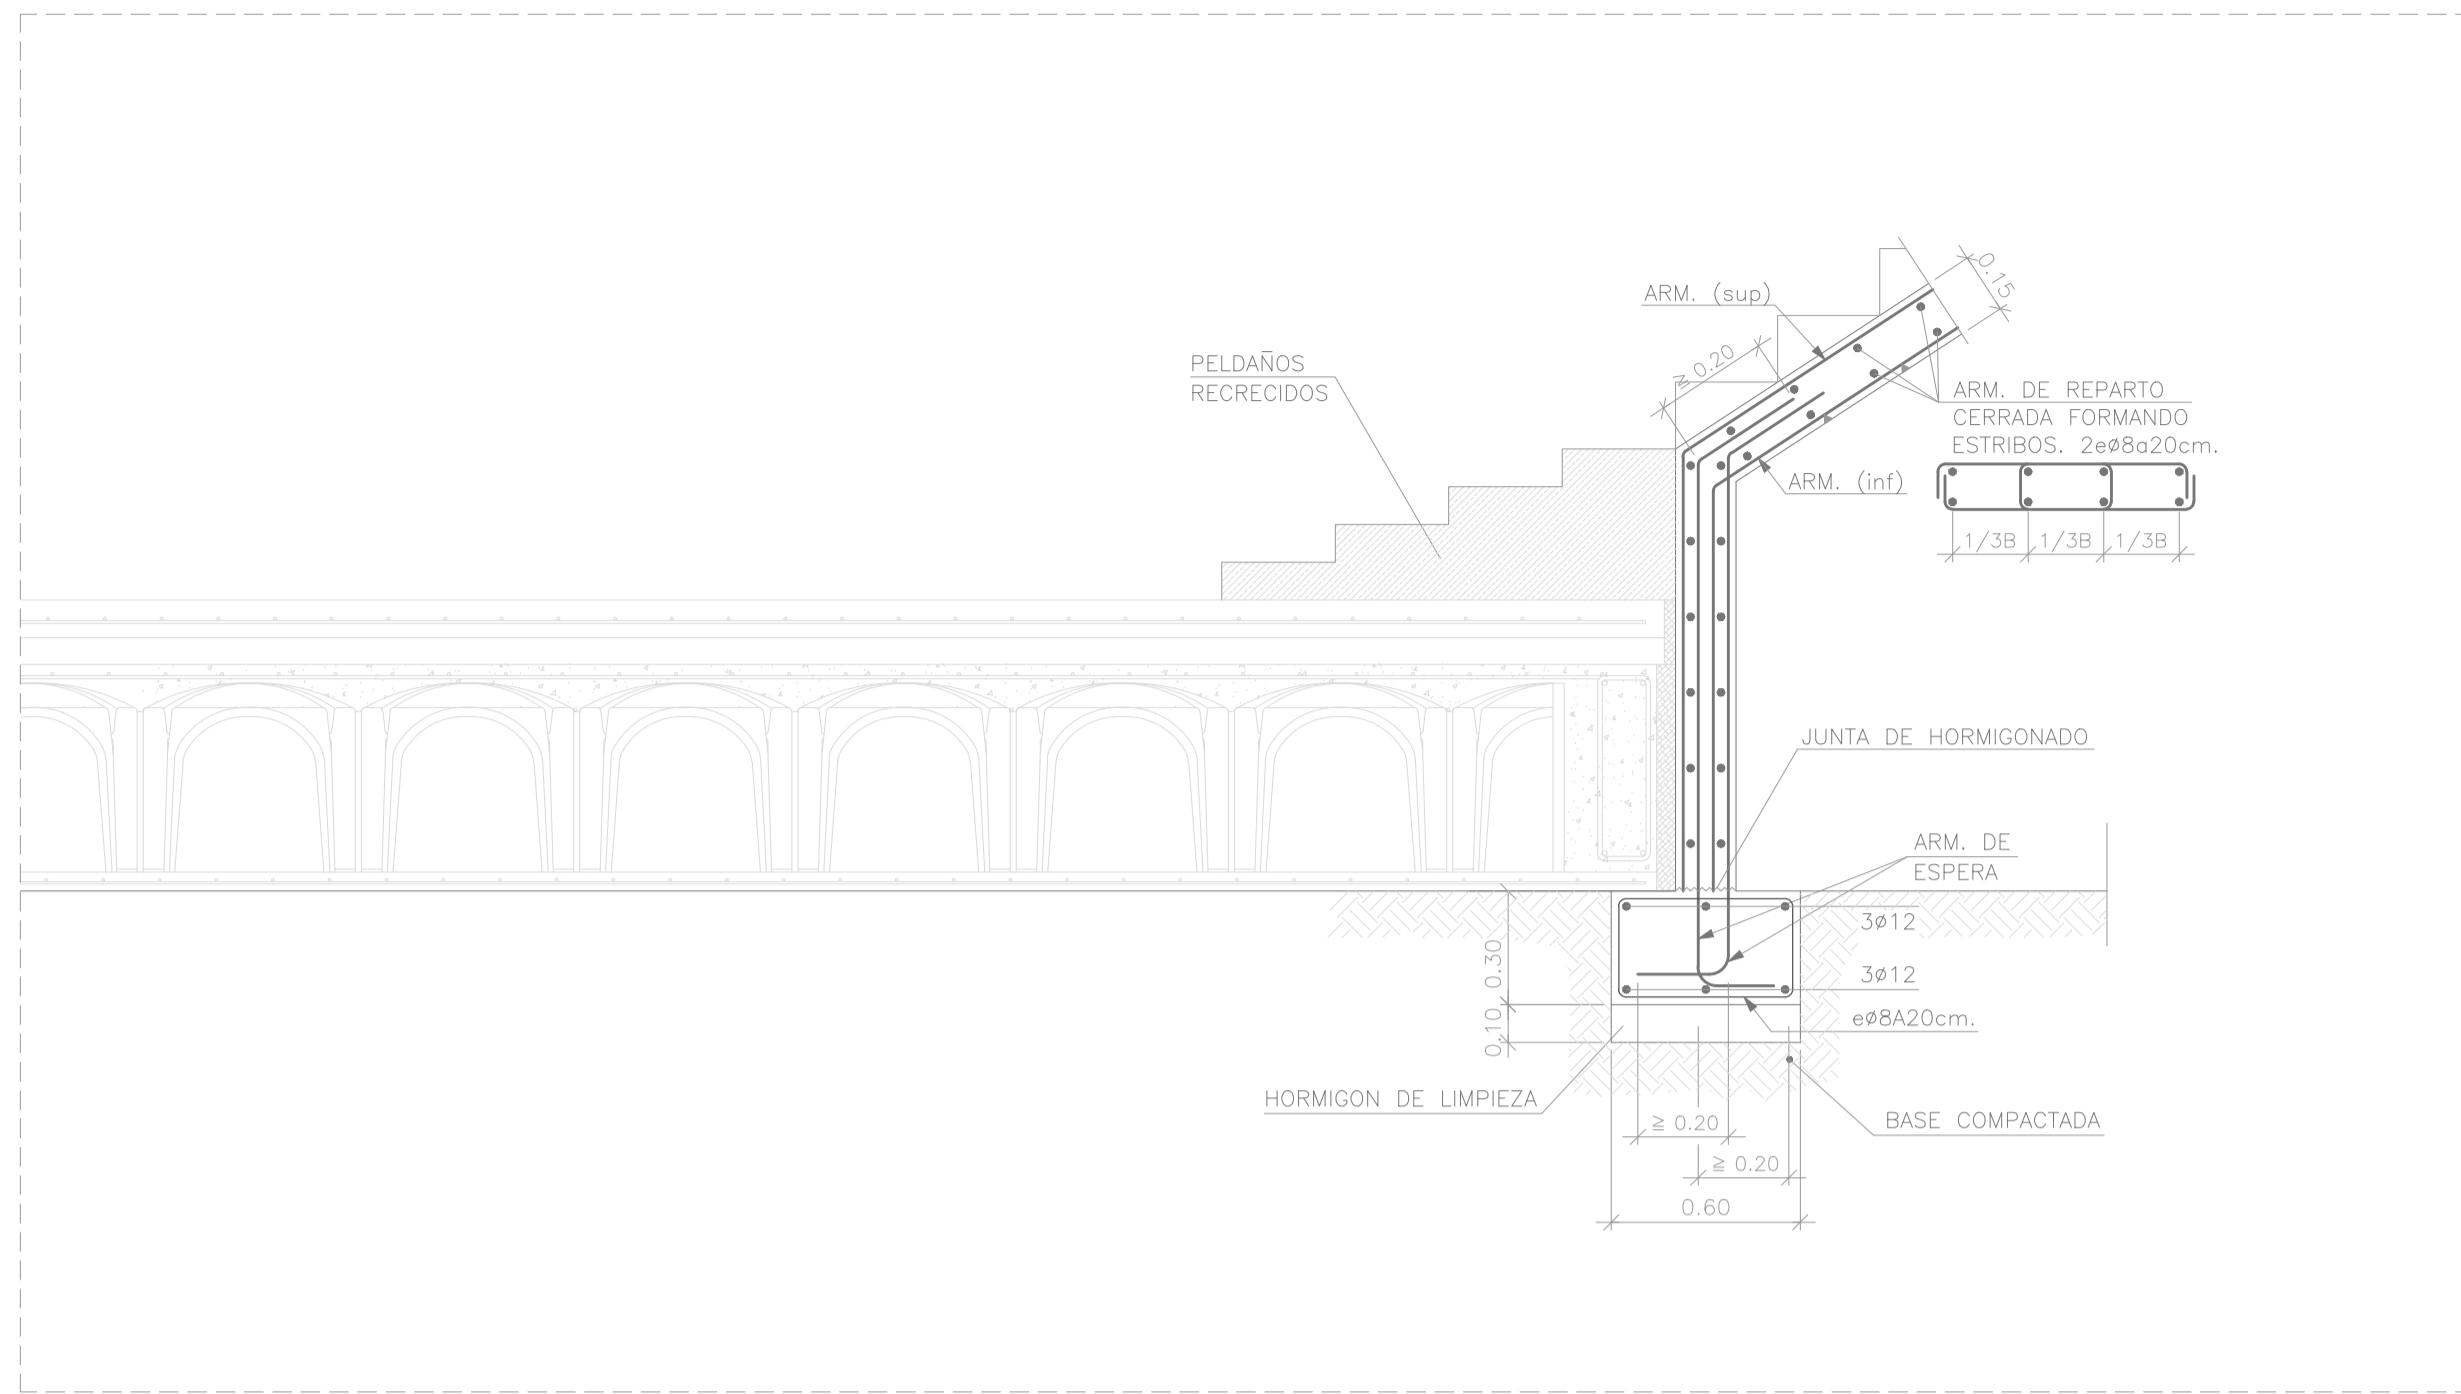 ARM. (sup)
0.15
≥ 0.20
PELDAÑOS
RECRECIDOS
ARM. DE REPARTO
CERRADA FORMANDO
ESTRIBOS. 2eø8a20cm.
ARM. (inf)
1/3B 1/3B 1/3B
JUNTA DE HORMIGONADO
ARM. DE
ESPERA
3ø12
0.30
3ø12
0.10
eø8A20cm.
HORMIGON DE LIMPIEZA
BASE COMPACTADA
≥ 0.20
≥ 0.20
0.60